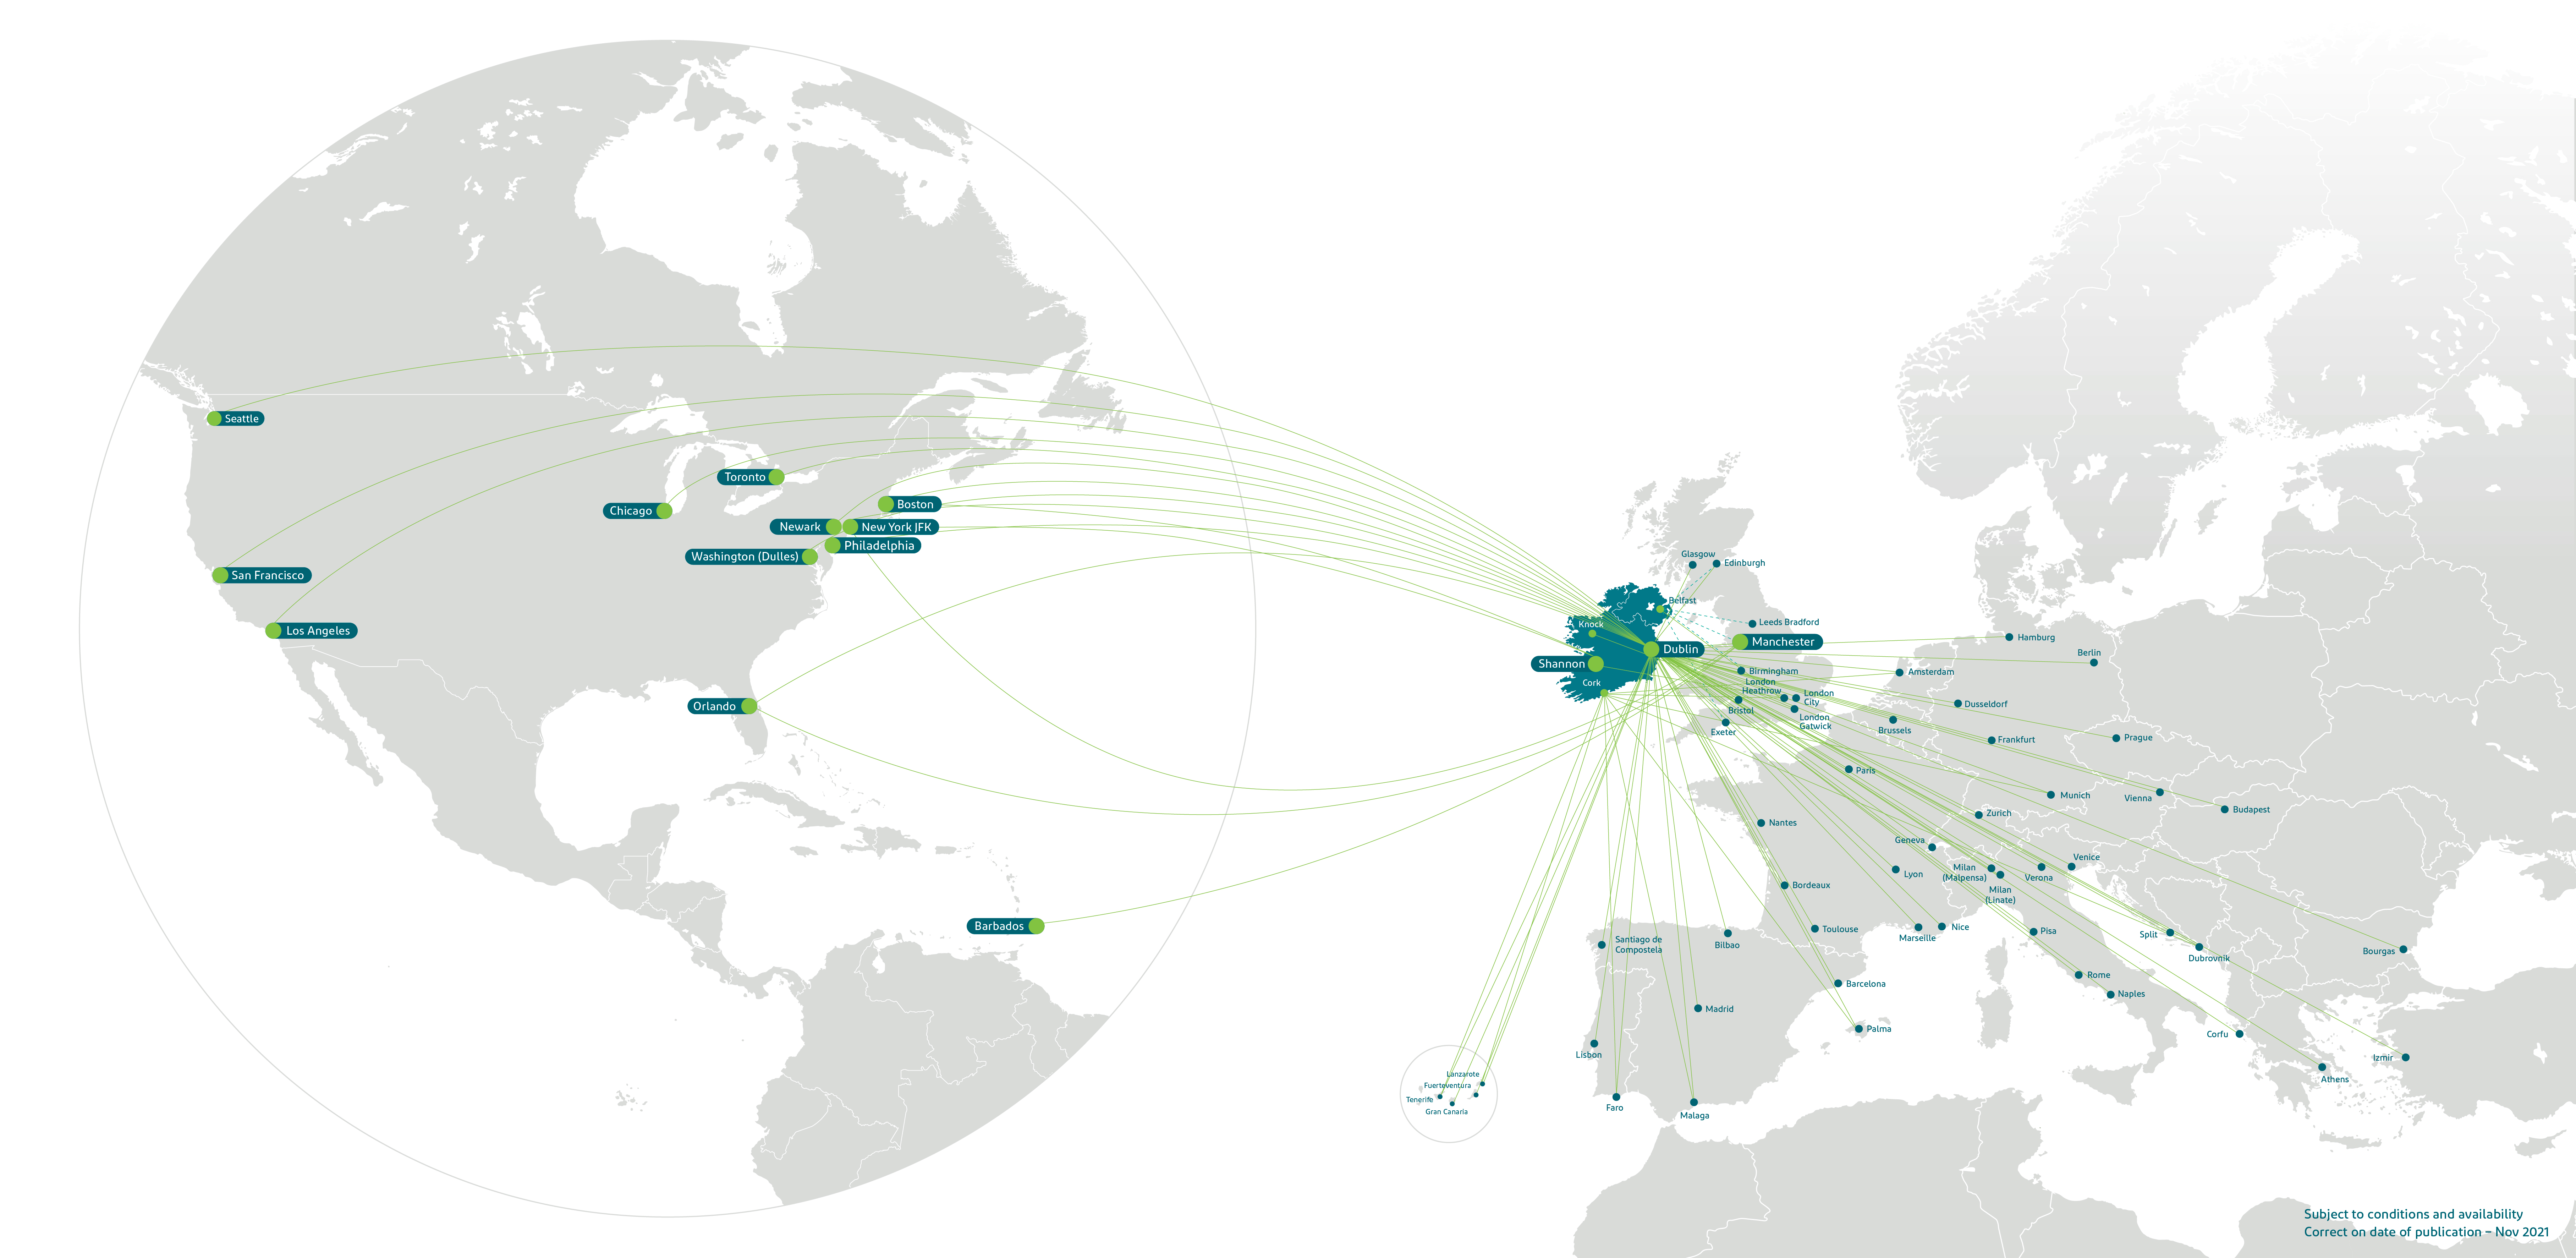 Seattle
Toronto
Chicago
Boston
Newark
New York JFK
Philadelphia
Washington (Dulles)
San Francisco
Los Angeles
Orlando
Barbados
Glasgow
Edinburgh
Belfast
Knock
Leeds Bradford
Dublin
Manchester
Shannon
Cork
Birmingham
London
Heathrow
London
City
Bristol
London
Gatwick
Exeter
Hamburg
Berlin
Amsterdam
Dusseldorf
Brussels
Frankfurt
Prague
Paris
Munich
Vienna
Budapest
Zurich
Nantes
Geneva
Lyon
Milan
(Malpensa)
Milan
(Linate)
Verona
Venice
Bordeaux
Toulouse
Marseille
Nice
Pisa
Split
Dubrovnik
Bourgas
Santiago de
Compostela
Bilbao
Rome
Naples
Barcelona
Madrid
Palma
Corfu
Izmir
Athens
Lisbon
Faro
Malaga
Lanzarote
Fuerteventura
Tenerife
Gran Canaria
Subject to conditions and availability
Correct on date of publication – Nov 2021